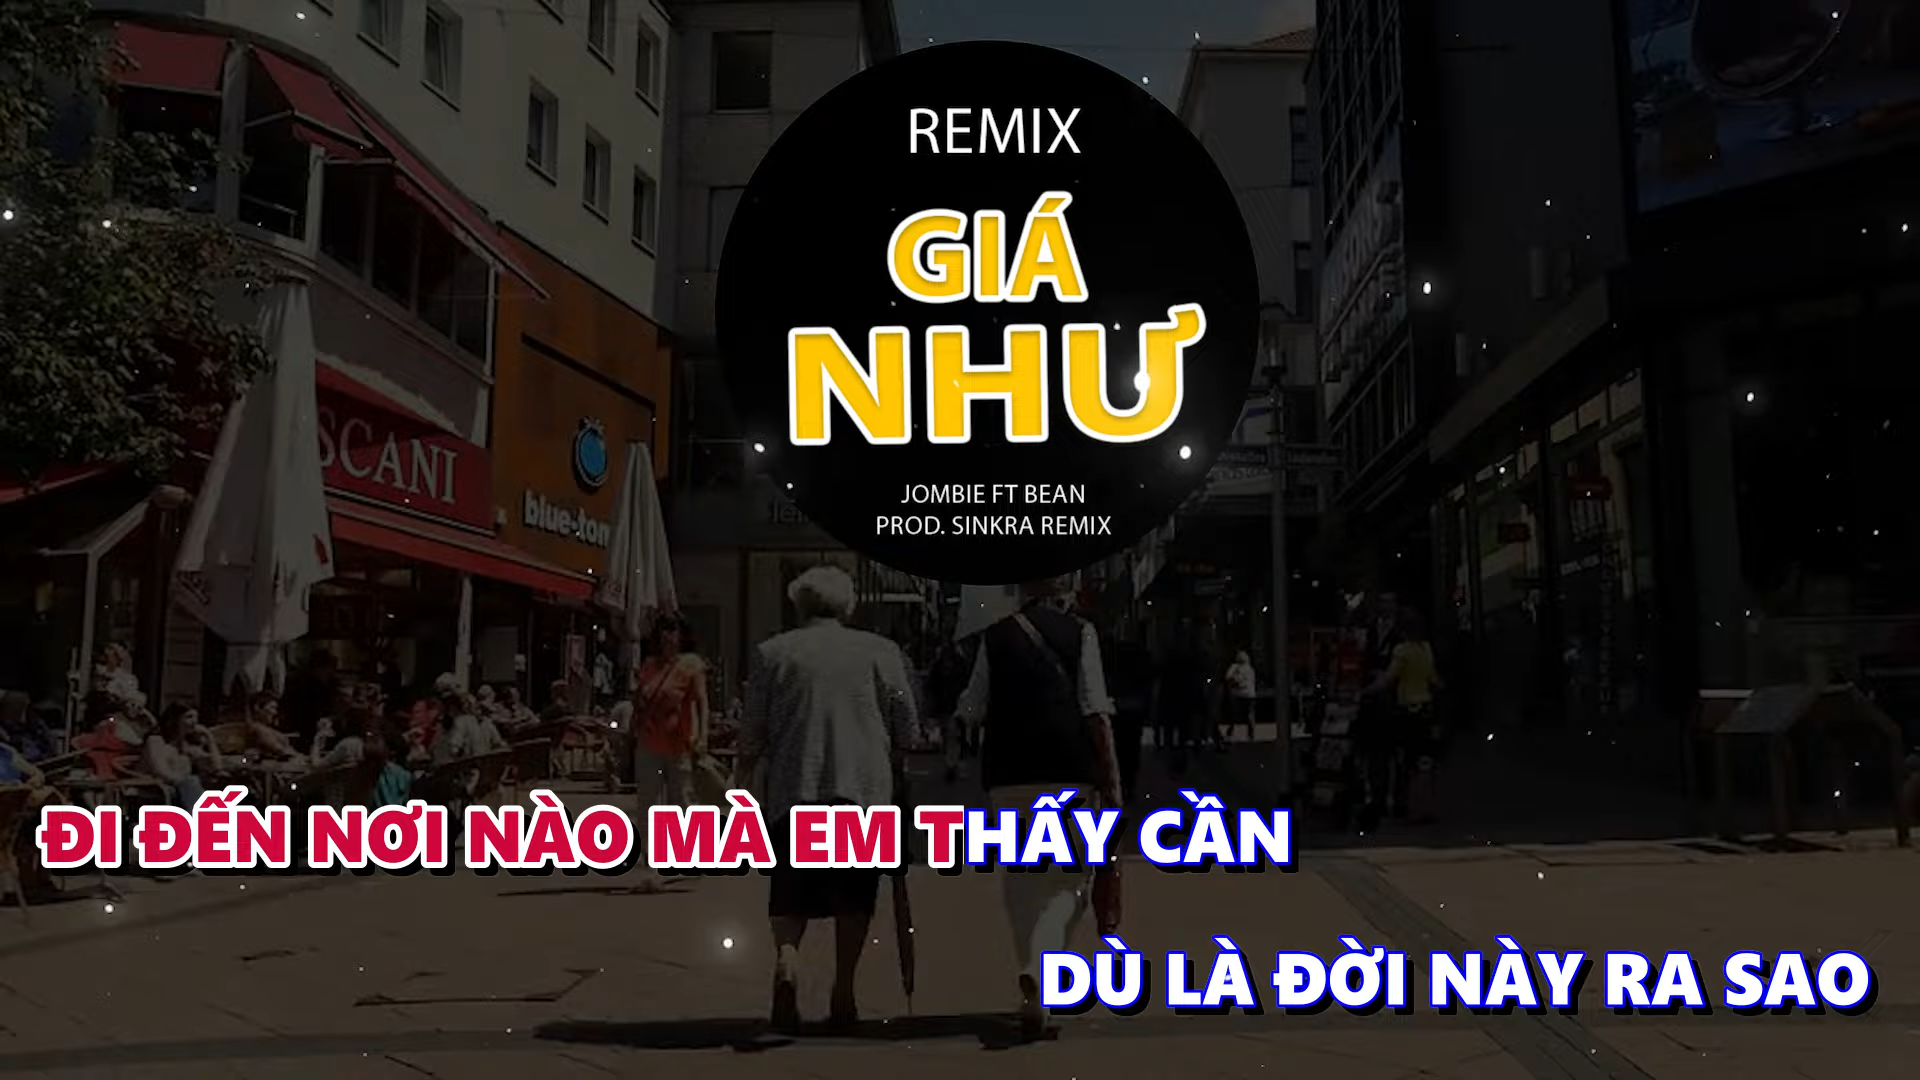 REMIX
GIÁ
NHƯ
JOMBIE FT BEAN
PROD. SINKRA REMIX
SCANI
blue-ton
ĐI ĐẾN NƠI NÀO MÀ EM THẤY CẦN
DÙ LÀ ĐỜI NÀY RA SAO